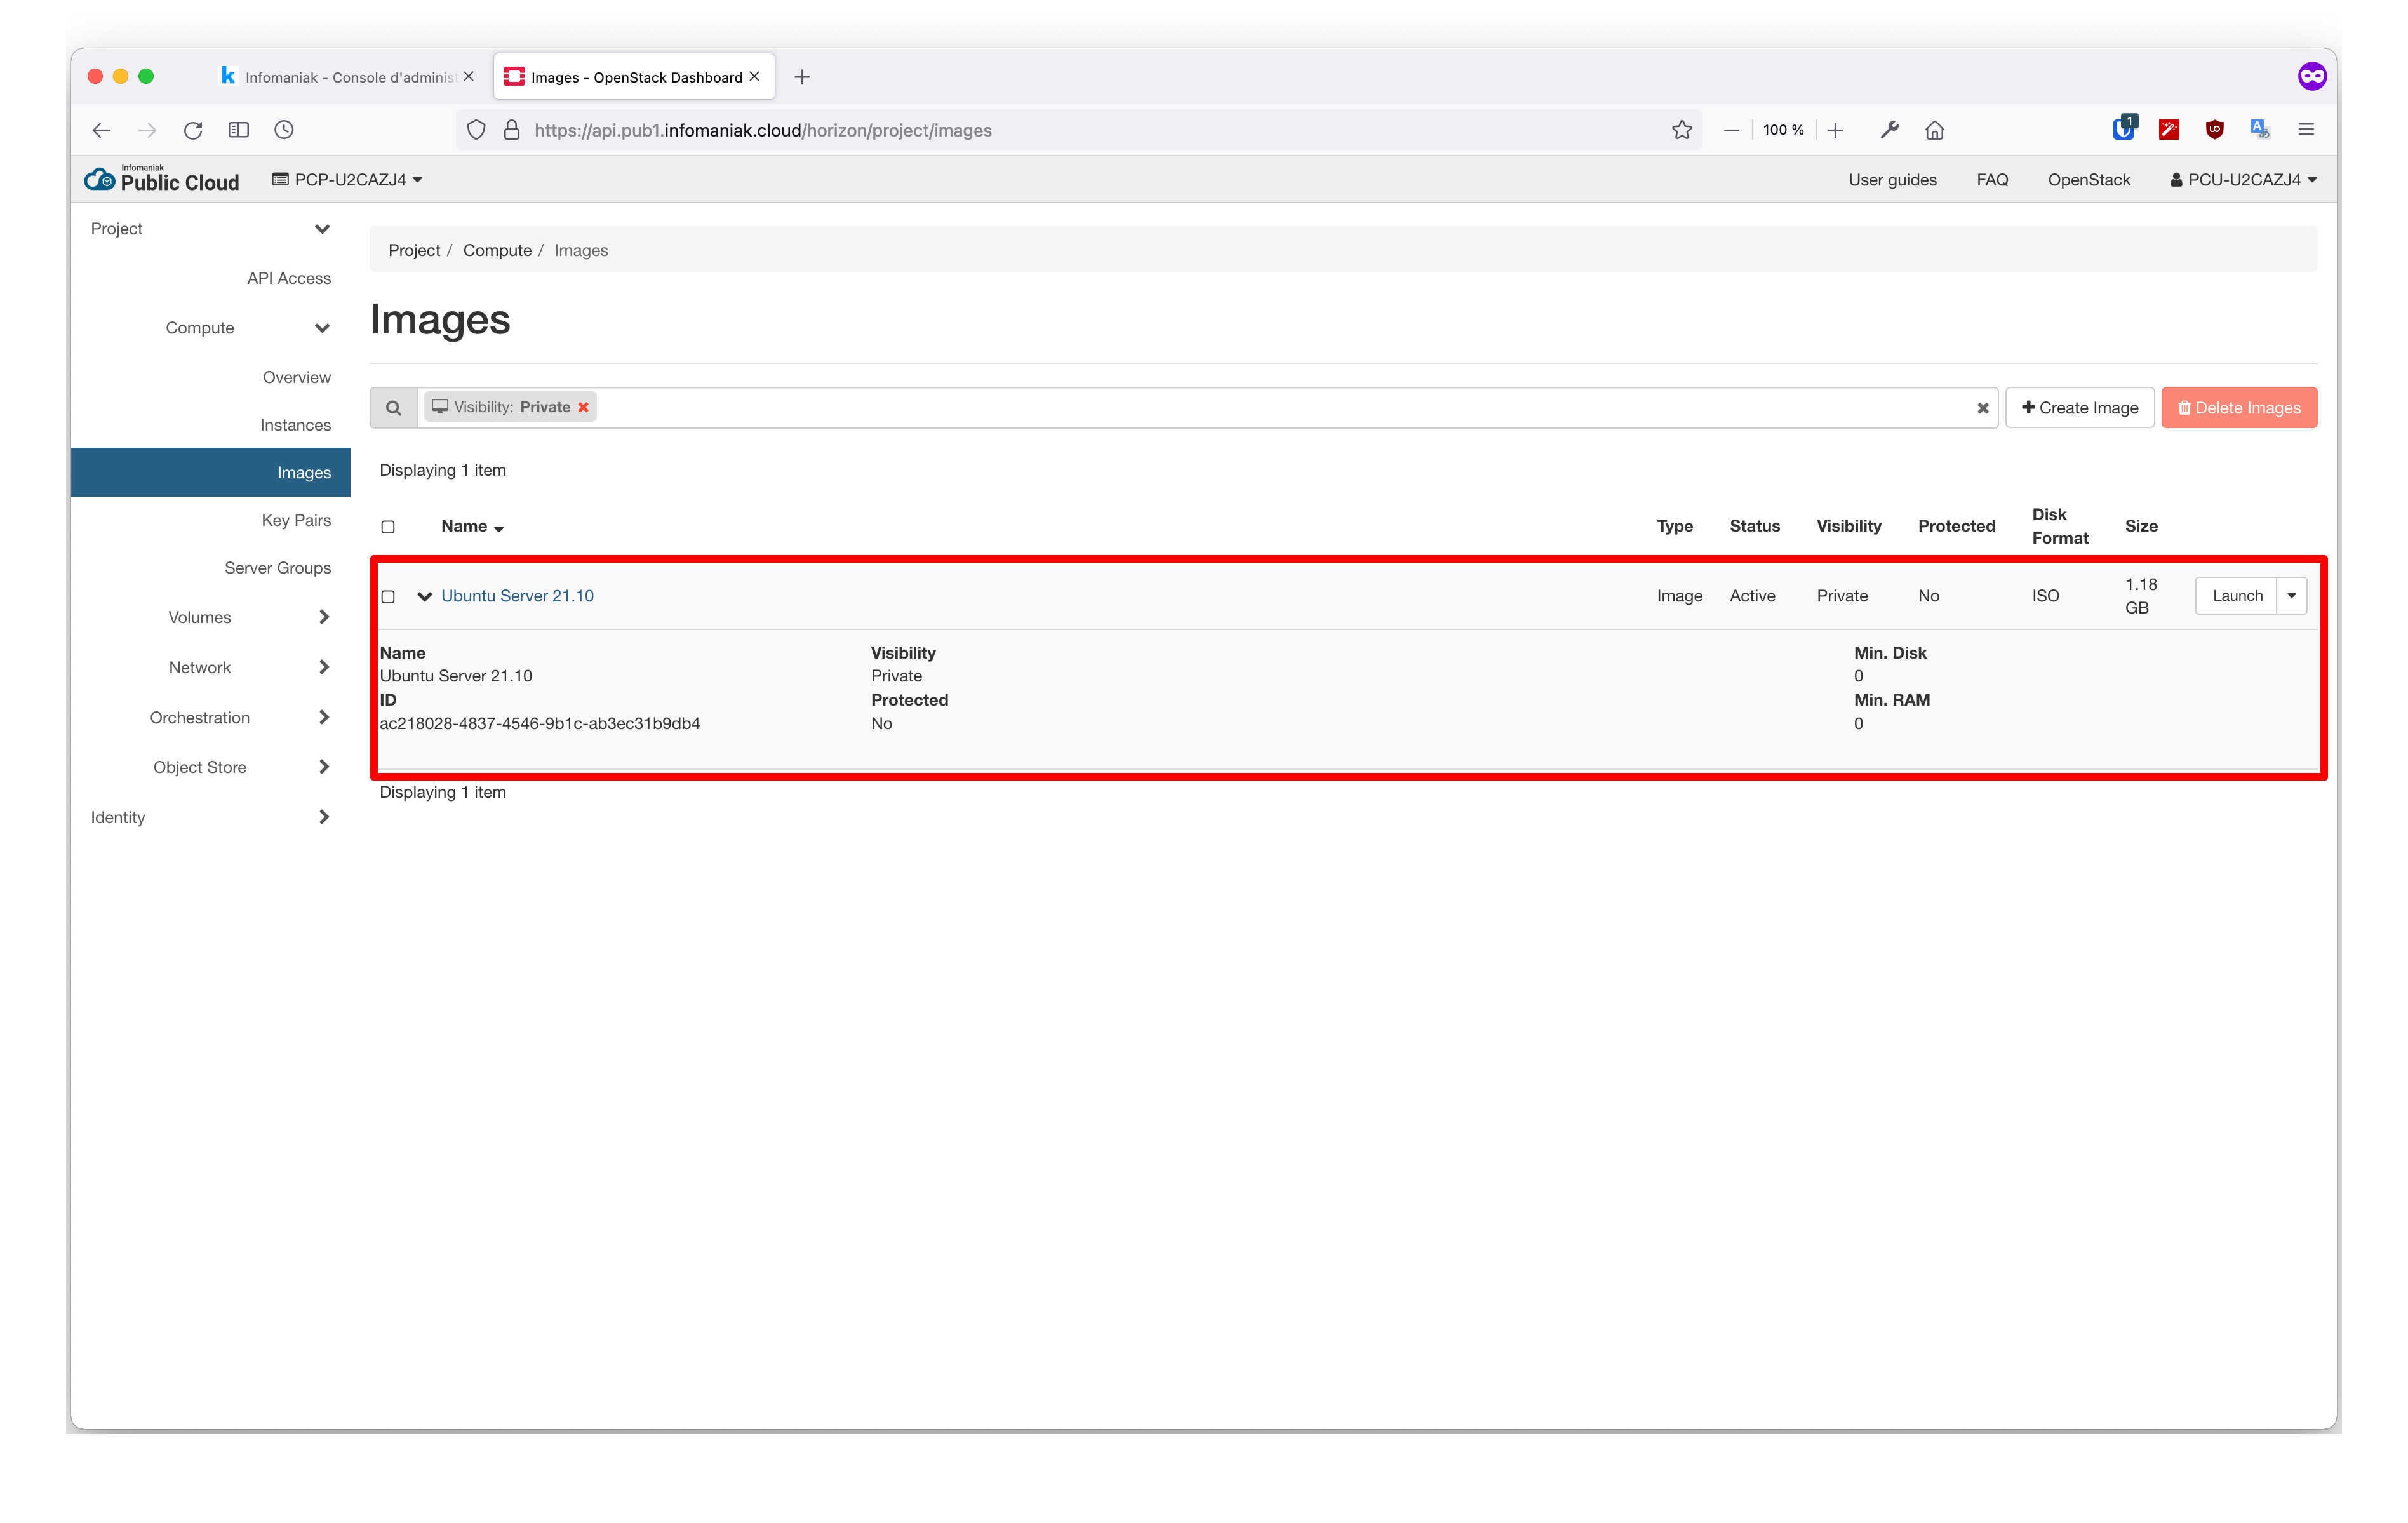 Infomaniak - Console d'administ
Images - OpenStack Dashboard
https://api.pub1.infomaniak.cloud/horizon/project/images
100 %
1
Infomaniak
Public Cloud
PCP-U2CAZJ4
User guides
FAQ
OpenStack
PCU-U2CAZJ4
Project
API Access
Compute
Overview
Instances
Images
Key Pairs
Server Groups
Volumes
Network
Orchestration
Object Store
Identity
Project / Compute / Images
Images
Visibility: Private
Create Image
Delete Images
Displaying 1 item
Name Type Status Visibility Protected Disk Format Size
Ubuntu Server 21.10 Image Active Private No ISO 1.18 GB Launch
Name Visibility Min. Disk
Ubuntu Server 21.10 Private 0
ID Protected Min. RAM
ac218028-4837-4546-9b1c-ab3ec31b9db4 No 0
Displaying 1 item